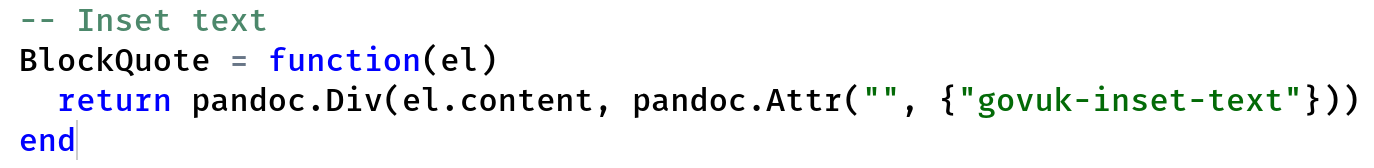 -- Inset text
BlockQuote = function(el)
  return pandoc.Div(el.content, pandoc.Attr("", {"govuk-inset-text"}))
end